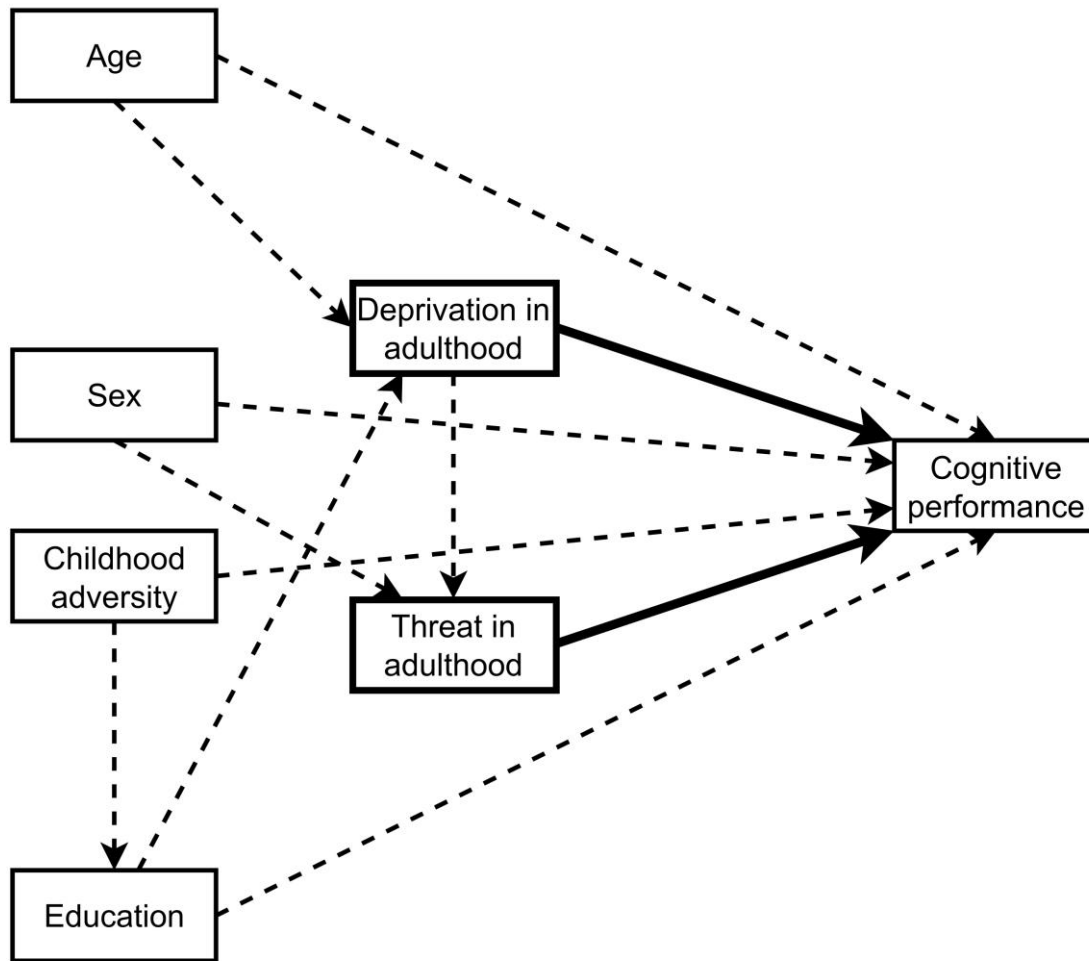 Age
Deprivation in
adulthood
Sex
Cognitive
performance
Childhood
adversity
Threat in
adulthood
Education